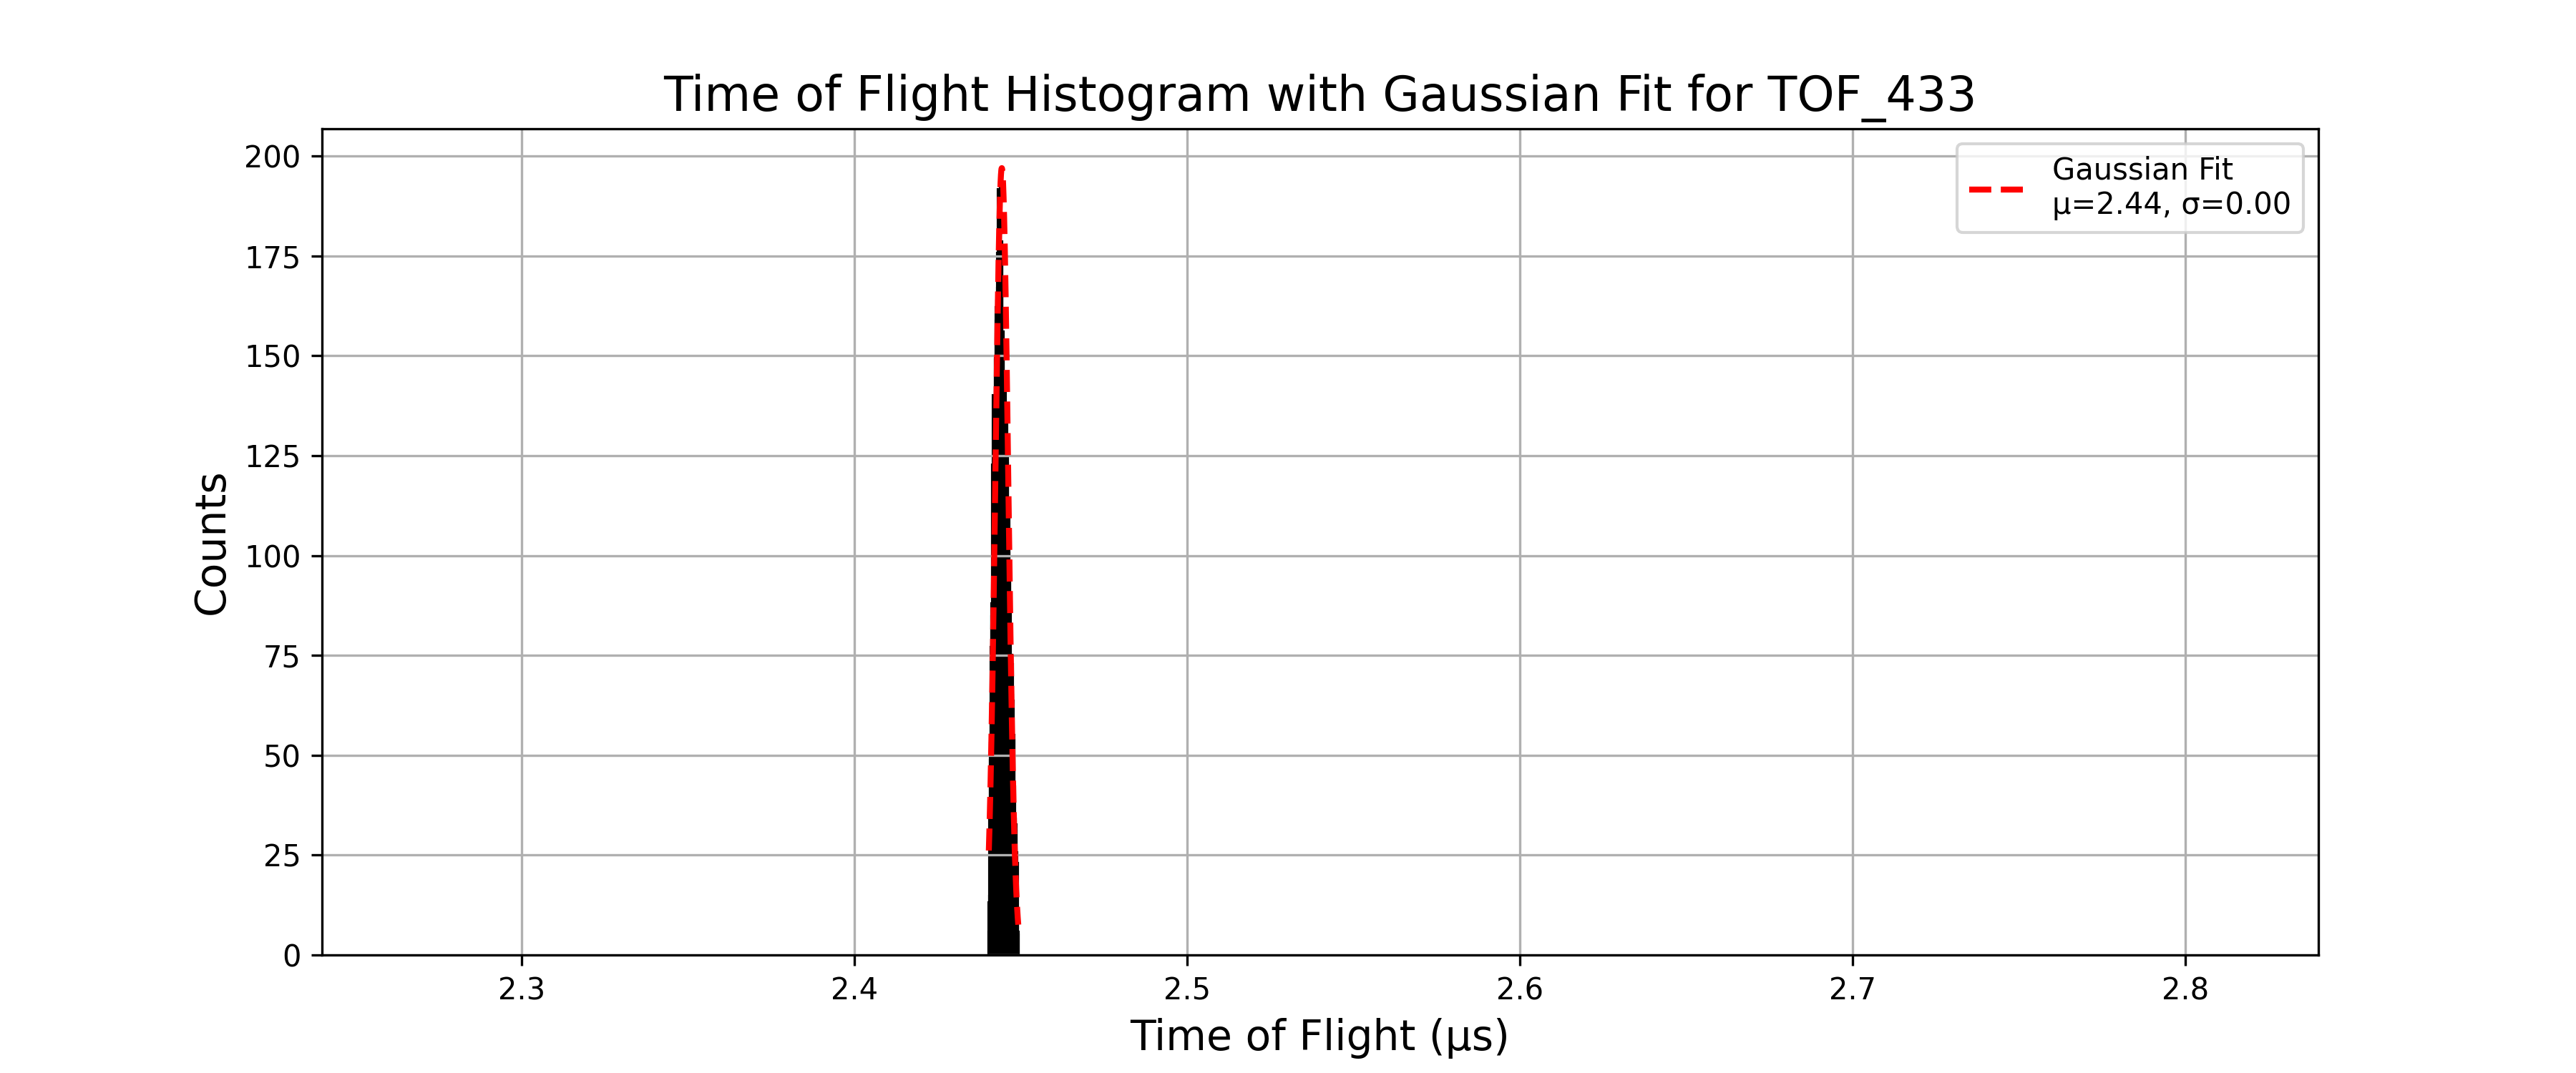 Time of Flight Histogram with Gaussian Fit for TOF_433
Gaussian Fit
μ=2.44, σ=0.00
200
175
150
125
100
75
50
25
0
Counts
2.3 2.4 2.5 2.6 2.7 2.8
Time of Flight (μs)